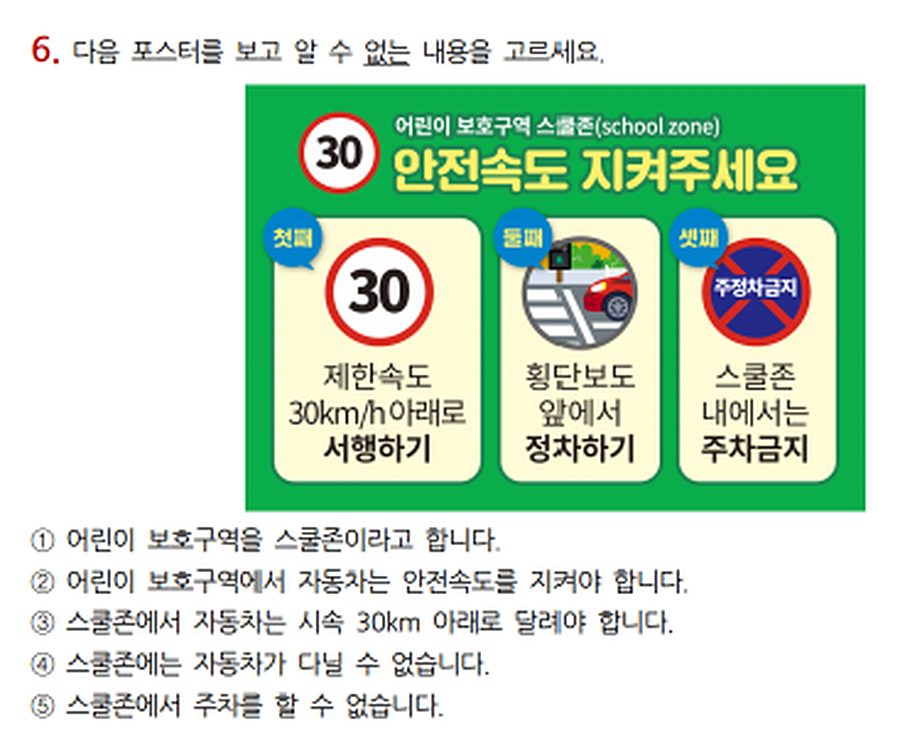 6. 다음 포스터를 보고 알 수 없는 내용을 고르세요.
30
어린이 보호구역 스쿨존(school zone)
안전속도 지켜주세요
첫째
30
제한속도
30km/h 아래로
서행하기
둘째
횡단보도
앞에서
정차하기
셋째
주정차금지
스쿨존
내에서는
주차금지
① 어린이 보호구역을 스쿨존이라고 합니다.
② 어린이 보호구역에서 자동차는 안전속도를 지켜야 합니다.
③ 스쿨존에서 자동차는 시속 30km 아래로 달려야 합니다.
④ 스쿨존에는 자동차가 다닐 수 없습니다.
⑤ 스쿨존에서 주차를 할 수 없습니다.